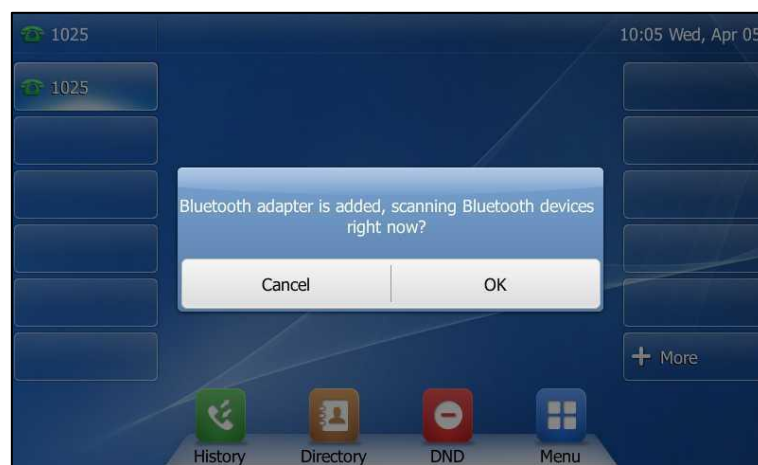 1025
10:05 Wed, Apr 05
1025
Bluetooth adapter is added, scanning Bluetooth devices
right now?
Cancel
OK
More
History
Directory
DND
Menu